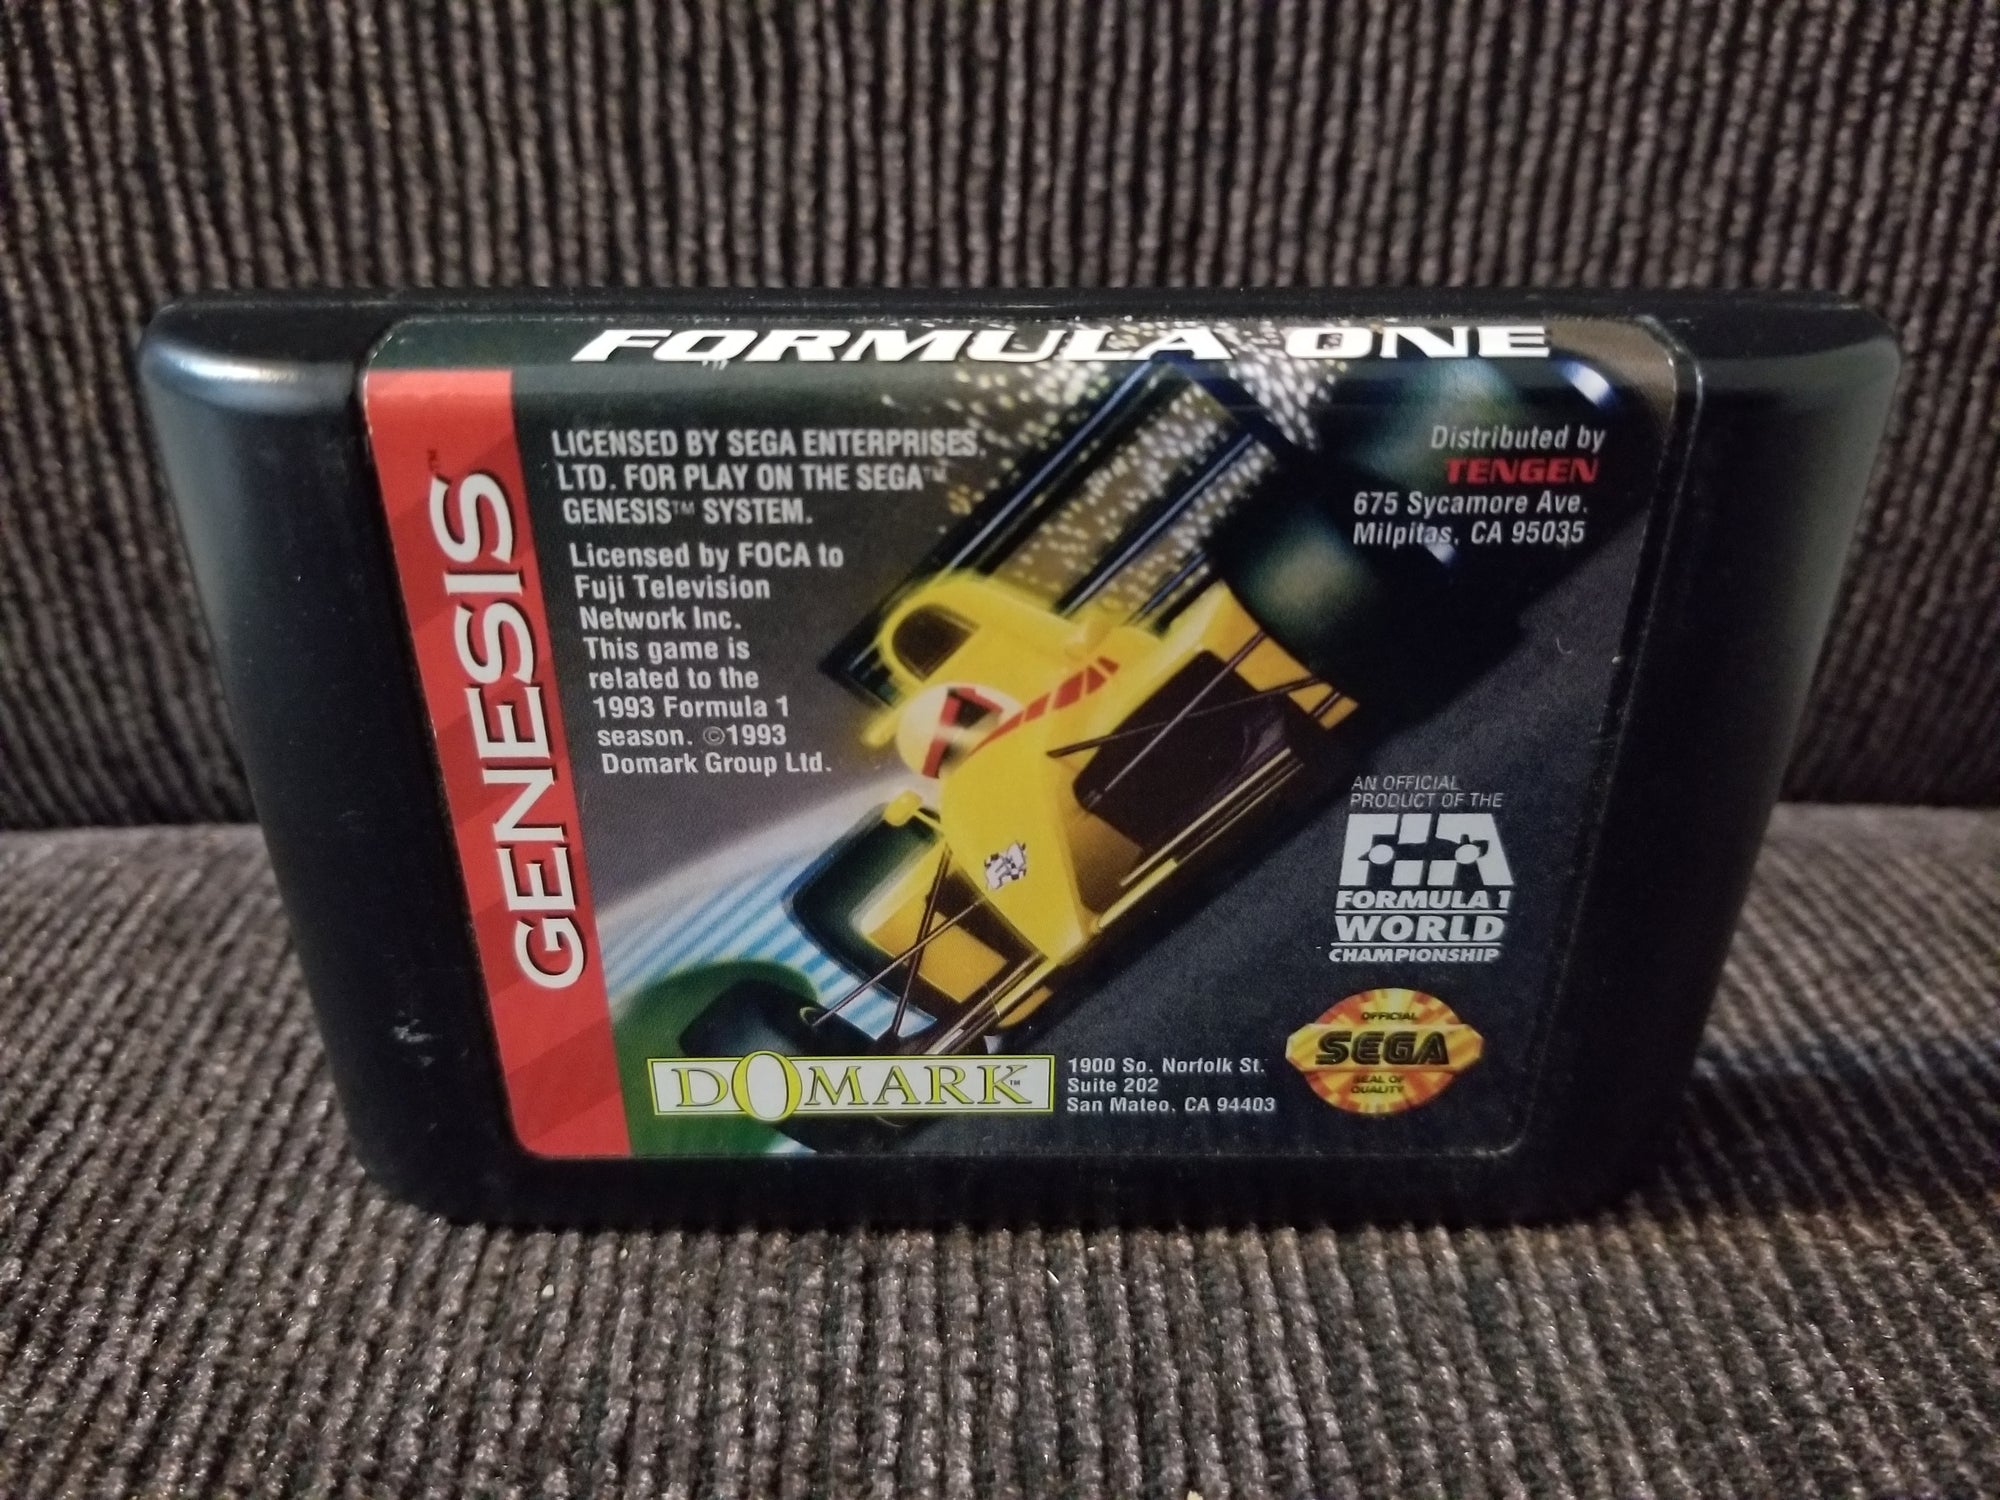 FORMULA ONE
GENESIS™
LICENSED BY SEGA ENTERPRISES,
LTD. FOR PLAY ON THE SEGA™
GENESIS™ SYSTEM.
Licensed by FOCA to
Fuji Television
Network Inc.
This game is
related to the
1993 Formula 1
season. ©1993
Domark Group Ltd.
Distributed by
TENGEN
675 Sycamore Ave.
Milpitas, CA 95035
AN OFFICIAL
PRODUCT OF THE
FIA
FORMULA 1
WORLD
CHAMPIONSHIP
DOMARK™
1900 So. Norfolk St.
Suite 202
San Mateo, CA 94403
OFFICIAL
SEGA
SEAL OF
QUALITY